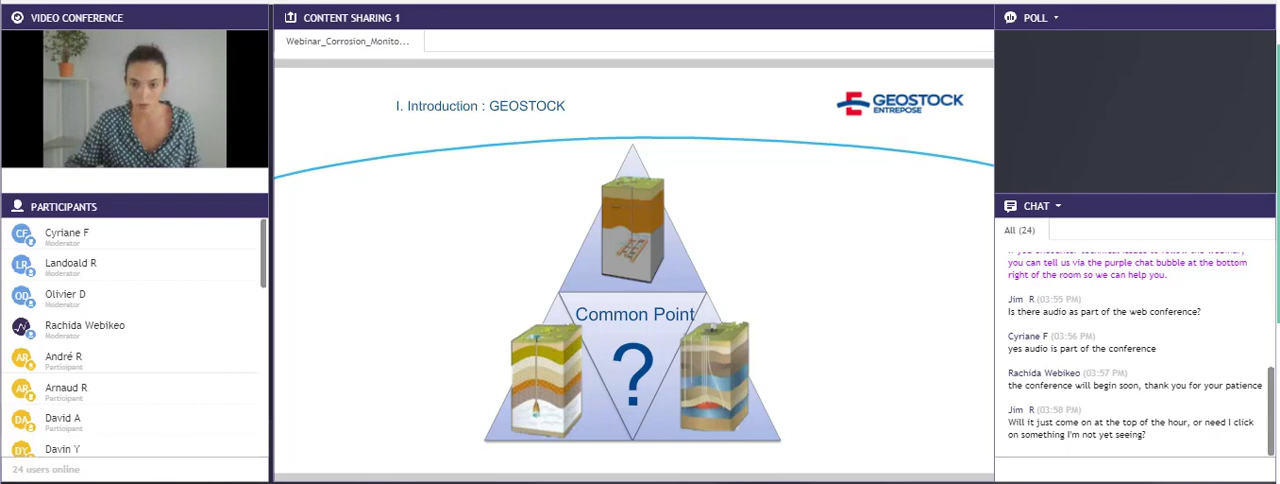 VIDEO CONFERENCE
CONTENT SHARING 1
POLL
Webinar_Corrosion_Monito...
I. Introduction : GEOSTOCK
GEOSTOCK
ENTREPOSE
Common Point
?
PARTICIPANTS
CF
Cyriane F
Moderator
LR
Landoald R
Moderator
OD
Olivier D
Moderator
Rachida Webikeo
Moderator
AR
André R
Participant
AR
Arnaud R
Participant
DA
David A
Participant
DY
Davin Y
24 users online
CHAT
All (24)
you can tell us via the purple chat bubble at the bottom
right of the room so we can help you.
Jim R (03:55 PM)
Is there audio as part of the web conference?
Cyriane F (03:56 PM)
yes audio is part of the conference
Rachida Webikeo (03:57 PM)
the conference will begin soon, thank you for your patience
Jim R (03:58 PM)
Will it just come on at the top of the hour, or need I click
on something I'm not yet seeing?